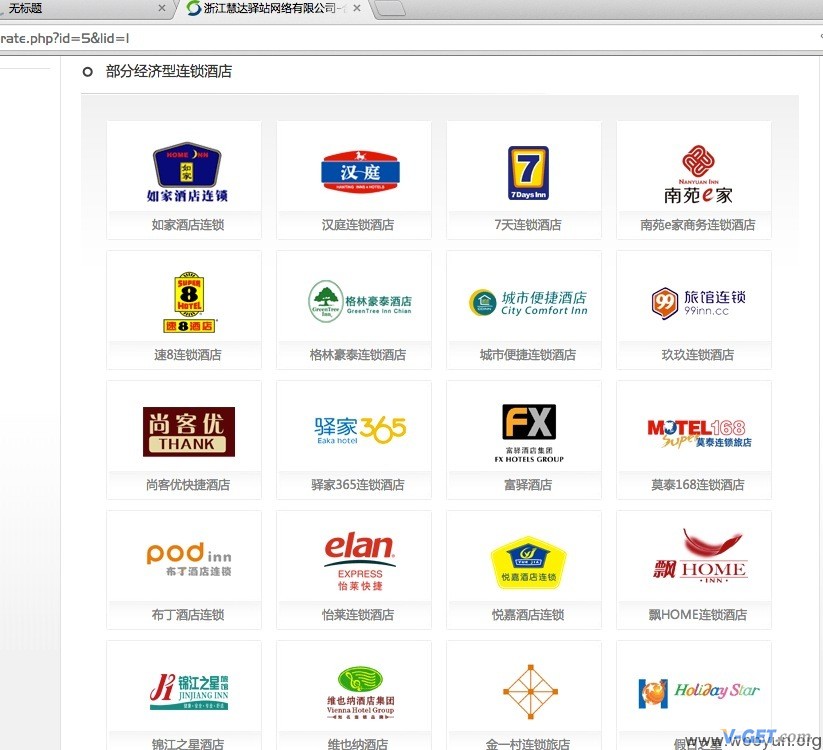 无标题
浙江慧达驿站网络有限公司-
rate.php?id=5&lid=1
部分经济型连锁酒店
HOME INN
如家
如家酒店连锁
汉庭
HANTING INNS & HOTELS
7
7Days Inn
NANYUAN INN
南苑e家
如家酒店连锁
汉庭连锁酒店
7天连锁酒店
南苑e家商务连锁酒店
SUPER
8
HOTEL
速8酒店
GreenTree Inn
格林豪泰酒店
GreenTree Inn Chian
城市便捷酒店
City Comfort Inn
99
旅馆连锁
99inn.cc
速8连锁酒店
格林豪泰连锁酒店
城市便捷连锁酒店
玖玖连锁酒店
尚客优
THANK
驿家365
Eaka hotel
FX
富驿酒店集团
FX HOTELS GROUP
MOTEL168
Super
莫泰连锁旅店
尚客优快捷酒店
驿家365连锁酒店
富驿酒店
莫泰168连锁酒店
pod inn
布丁酒店连锁
elan
EXPRESS
怡莱快捷
YUE JIA
悦嘉酒店连锁
飘HOME
INN
布丁酒店连锁
怡莱连锁酒店
悦嘉酒店连锁
飘HOME连锁酒店
锦江之星旅馆
JINJIANG INN
维也纳酒店集团
Vienna Hotel Group
Holiday Star
锦江之星酒店
维也纳酒店
金一村连锁旅店
假日之星
V-GET.com